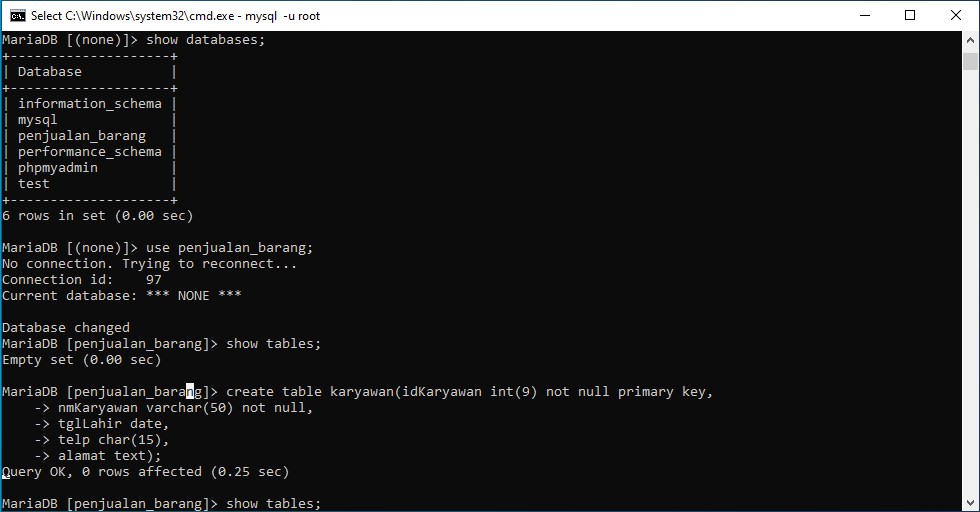 Select C:\Windows\system32\cmd.exe - mysql  -u root
MariaDB [(none)]> show databases;
+--------------------+
| Database           |
+--------------------+
| information_schema |
| mysql              |
| penjualan_barang   |
| performance_schema |
| phpmyadmin         |
| test               |
+--------------------+
6 rows in set (0.00 sec)
MariaDB [(none)]> use penjualan_barang;
No connection. Trying to reconnect...
Connection id:    97
Current database: *** NONE ***
Database changed
MariaDB [penjualan_barang]> show tables;
Empty set (0.00 sec)
MariaDB [penjualan_barang]> create table karyawan(idKaryawan int(9) not null primary key,
    -> nmKaryawan varchar(50) not null,
    -> tglLahir date,
    -> telp char(15),
    -> alamat text);
Query OK, 0 rows affected (0.25 sec)
MariaDB [penjualan_barang]> show tables;